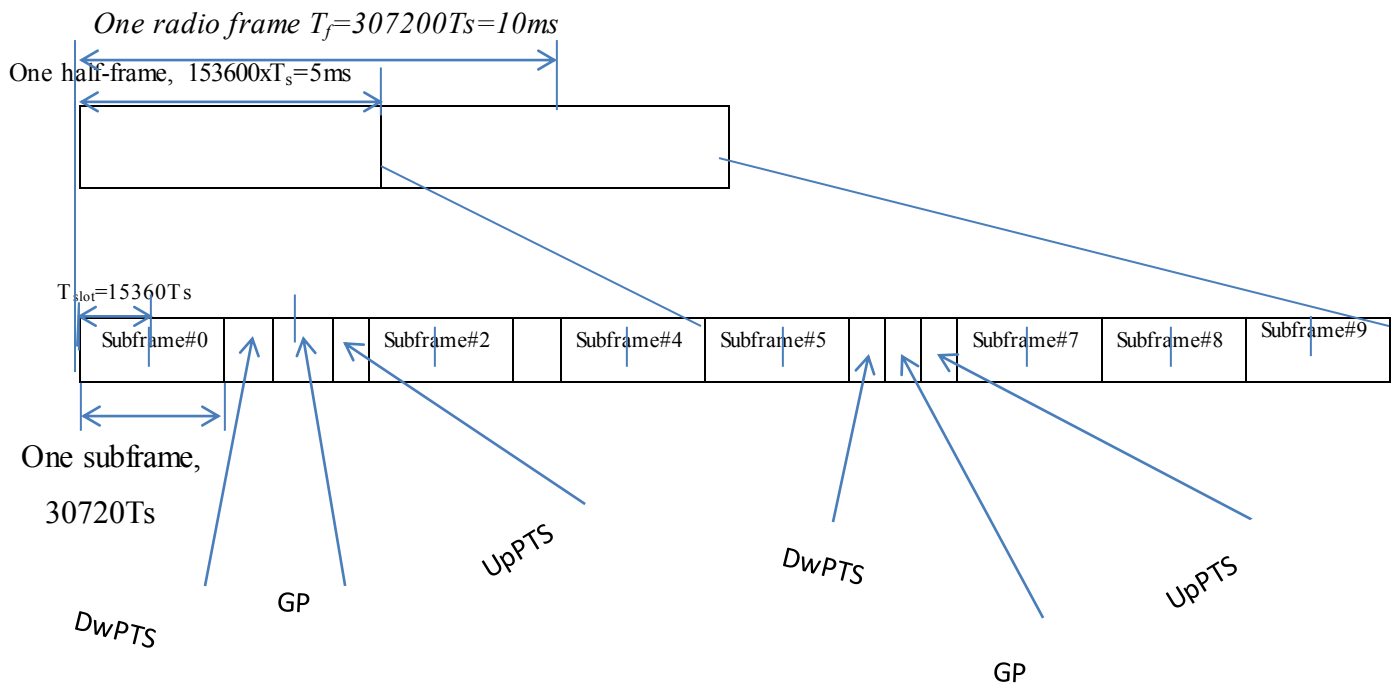 One radio frame Tf=307200Ts=10ms
One half-frame, 153600xTs=5ms
Tslot=15360Ts
Subframe#0
Subframe#2
Subframe#4
Subframe#5
Subframe#7
Subframe#8
Subframe#9
One subframe,
30720Ts
DwPTS
GP
UpPTS
DwPTS
GP
UpPTS